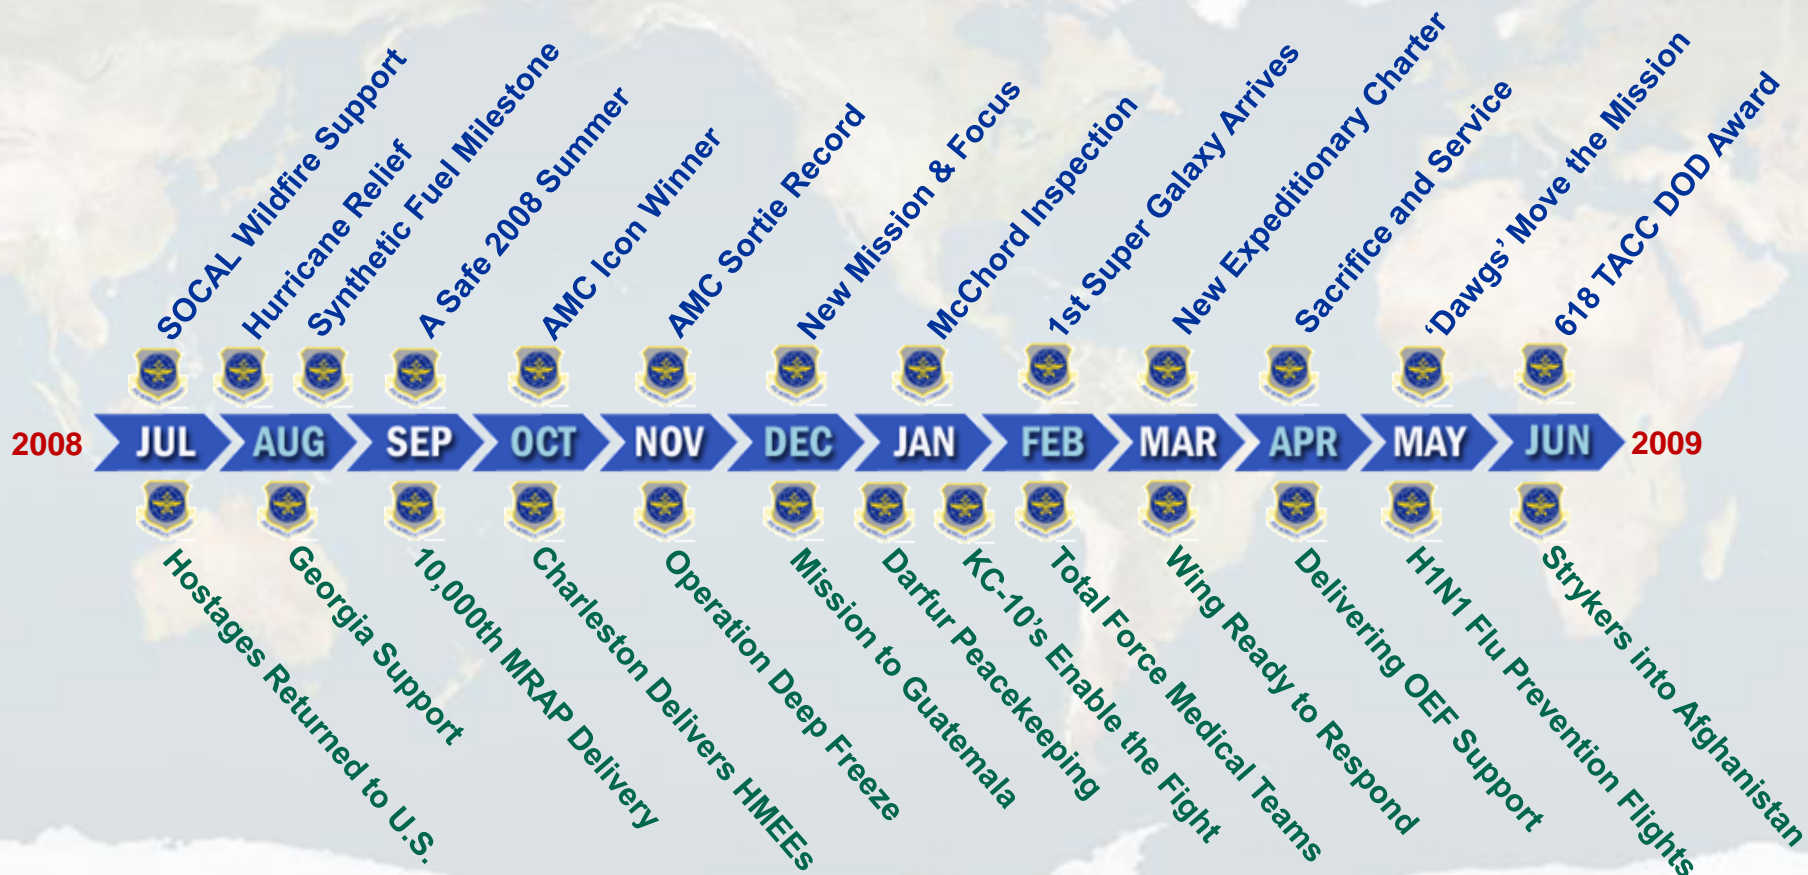 SOCAL Wildfire Support
Hurricane Relief
Synthetic Fuel Milestone
A Safe 2008 Summer
AMC Icon Winner
AMC Sortie Record
New Mission & Focus
McChord Inspection
1st Super Galaxy Arrives
New Expeditionary Charter
Sacrifice and Service
‘Dawgs’ Move the Mission
618 TACC DOD Award
2008 JUL AUG SEP OCT NOV DEC JAN FEB MAR APR MAY JUN 2009
Hostages Returned to U.S.
Georgia Support
10,000th MRAP Delivery
Charleston Delivers HMEEs
Operation Deep Freeze
Mission to Guatemala
Darfur Peacekeeping
KC-10’s Enable the Fight
Total Force Medical Teams
Wing Ready to Respond
Delivering OEF Support
H1N1 Flu Prevention Flights
Strykers into Afghanistan